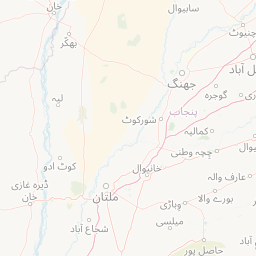 خان
ساہیوال
چنیوٹ
بھکر
ل آباد
جھنگ
گوجرہ
لیہ
پنجاب
شورکوٹ
کمالیہ
چیچہ وطنی
کوٹ ادو
خانیوال
ڈیرہ غازی
خان
عارف والہ
ملتان
وہاڑی
بورے والا
میلسی
شجاع آباد
حاصل پور